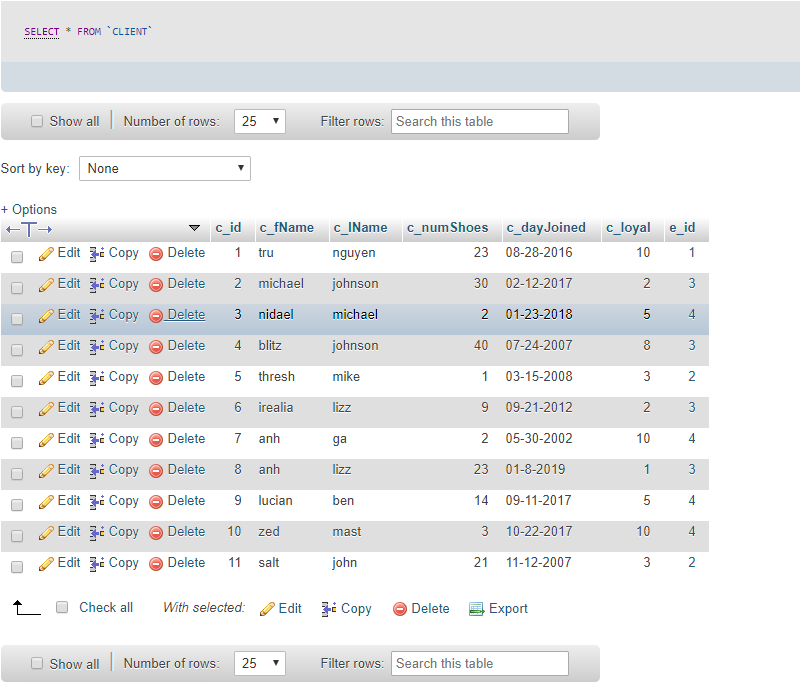 SELECT * FROM `CLIENT`
Show all Number of rows: 25 Filter rows: Search this table
Sort by key: None
+ Options
←T→ c_id c_fName c_lName c_numShoes c_dayJoined c_loyal e_id
Edit Copy Delete 1 tru nguyen 23 08-28-2016 10 1
Edit Copy Delete 2 michael johnson 30 02-12-2017 2 3
Edit Copy Delete 3 nidael michael 2 01-23-2018 5 4
Edit Copy Delete 4 blitz johnson 40 07-24-2007 8 3
Edit Copy Delete 5 thresh mike 1 03-15-2008 3 2
Edit Copy Delete 6 irealia lizz 9 09-21-2012 2 3
Edit Copy Delete 7 anh ga 2 05-30-2002 10 4
Edit Copy Delete 8 anh lizz 23 01-8-2019 1 3
Edit Copy Delete 9 lucian ben 14 09-11-2017 5 4
Edit Copy Delete 10 zed mast 3 10-22-2017 10 4
Edit Copy Delete 11 salt john 21 11-12-2007 3 2
Check all With selected: Edit Copy Delete Export
Show all Number of rows: 25 Filter rows: Search this table